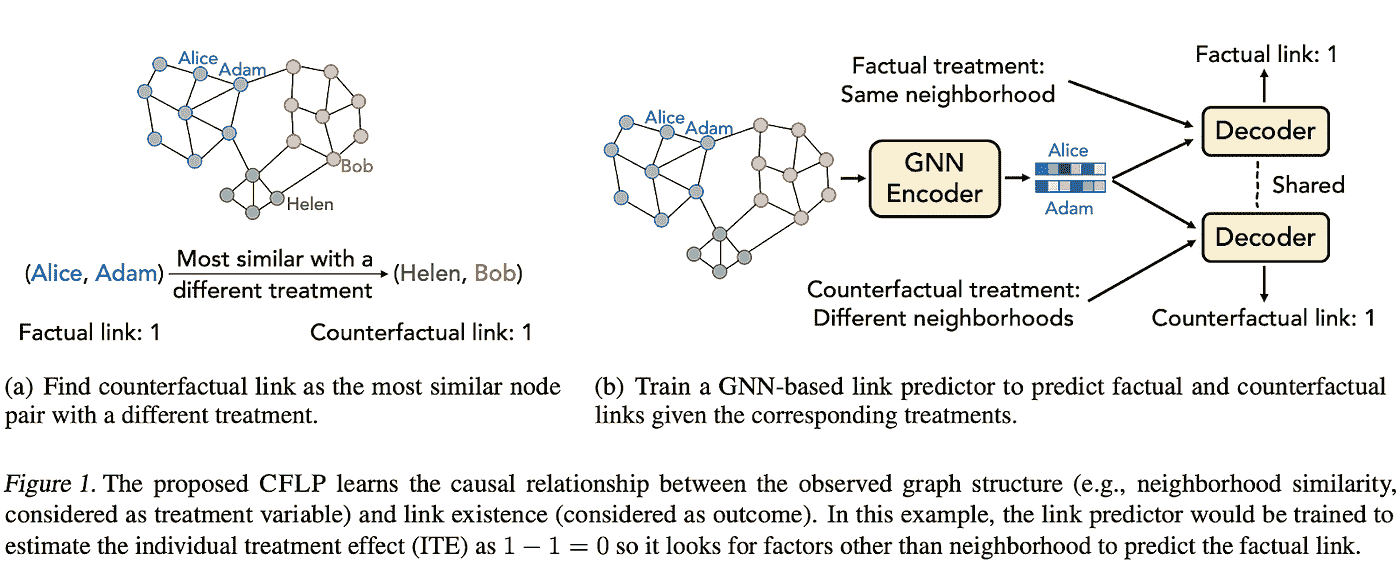 Alice
Adam
Bob
Helen
(Alice, Adam) Most similar with a different treatment (Helen, Bob)
Factual link: 1 Counterfactual link: 1
(a) Find counterfactual link as the most similar node
pair with a different treatment.
Factual treatment:
Same neighborhood
Alice
Adam
GNN
Encoder
Alice
Adam
Factual link: 1
Decoder
Shared
Decoder
Counterfactual treatment:
Different neighborhoods
Counterfactual link: 1
(b) Train a GNN-based link predictor to predict factual and counterfactual
links given the corresponding treatments.
Figure 1. The proposed CFLP learns the causal relationship between the observed graph structure (e.g., neighborhood similarity,
considered as treatment variable) and link existence (considered as outcome). In this example, the link predictor would be trained to
estimate the individual treatment effect (ITE) as 1 − 1 = 0 so it looks for factors other than neighborhood to predict the factual link.